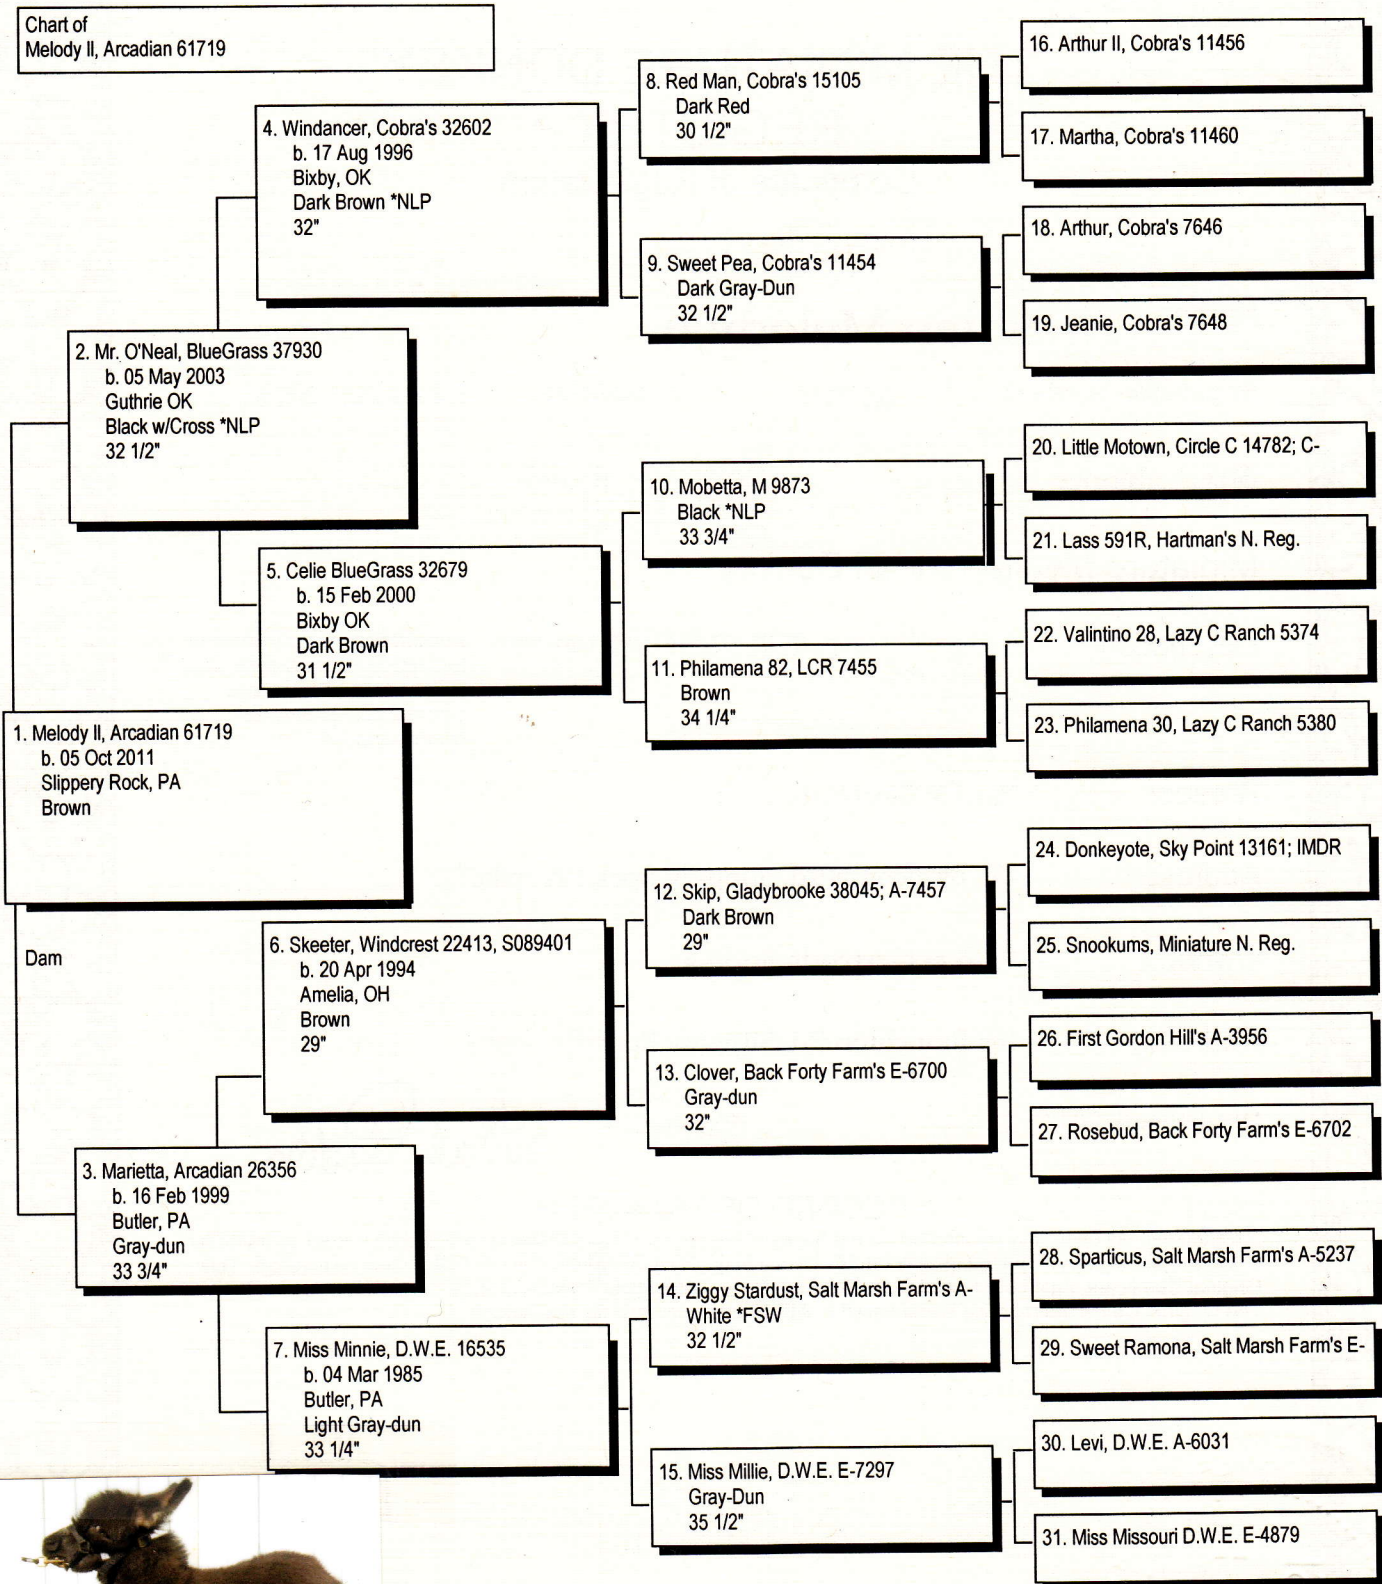 Chart of
Melody II, Arcadian 61719
16. Arthur II, Cobra's 11456
8. Red Man, Cobra's 15105
Dark Red
30 1/2"
17. Martha, Cobra's 11460
4. Windancer, Cobra's 32602
b. 17 Aug 1996
Bixby, OK
Dark Brown *NLP
32"
18. Arthur, Cobra's 7646
9. Sweet Pea, Cobra's 11454
Dark Gray-Dun
32 1/2"
19. Jeanie, Cobra's 7648
2. Mr. O'Neal, BlueGrass 37930
b. 05 May 2003
Guthrie OK
Black w/Cross *NLP
32 1/2"
20. Little Motown, Circle C 14782; C-
10. Mobetta, M 9873
Black *NLP
33 3/4"
21. Lass 591R, Hartman's N. Reg.
5. Celie BlueGrass 32679
b. 15 Feb 2000
Bixby OK
Dark Brown
31 1/2"
22. Valintino 28, Lazy C Ranch 5374
11. Philamena 82, LCR 7455
Brown
34 1/4"
23. Philamena 30, Lazy C Ranch 5380
1. Melody II, Arcadian 61719
b. 05 Oct 2011
Slippery Rock, PA
Brown
24. Donkeyote, Sky Point 13161; IMDR
12. Skip, Gladybrooke 38045; A-7457
Dark Brown
29"
25. Snookums, Miniature N. Reg.
Dam
6. Skeeter, Windcrest 22413, S089401
b. 20 Apr 1994
Amelia, OH
Brown
29"
26. First Gordon Hill's A-3956
13. Clover, Back Forty Farm's E-6700
Gray-dun
32"
27. Rosebud, Back Forty Farm's E-6702
3. Marietta, Arcadian 26356
b. 16 Feb 1999
Butler, PA
Gray-dun
33 3/4"
28. Sparticus, Salt Marsh Farm's A-5237
14. Ziggy Stardust, Salt Marsh Farm's A-
White *FSW
32 1/2"
29. Sweet Ramona, Salt Marsh Farm's E-
7. Miss Minnie, D.W.E. 16535
b. 04 Mar 1985
Butler, PA
Light Gray-dun
33 1/4"
30. Levi, D.W.E. A-6031
15. Miss Millie, D.W.E. E-7297
Gray-Dun
35 1/2"
31. Miss Missouri D.W.E. E-4879